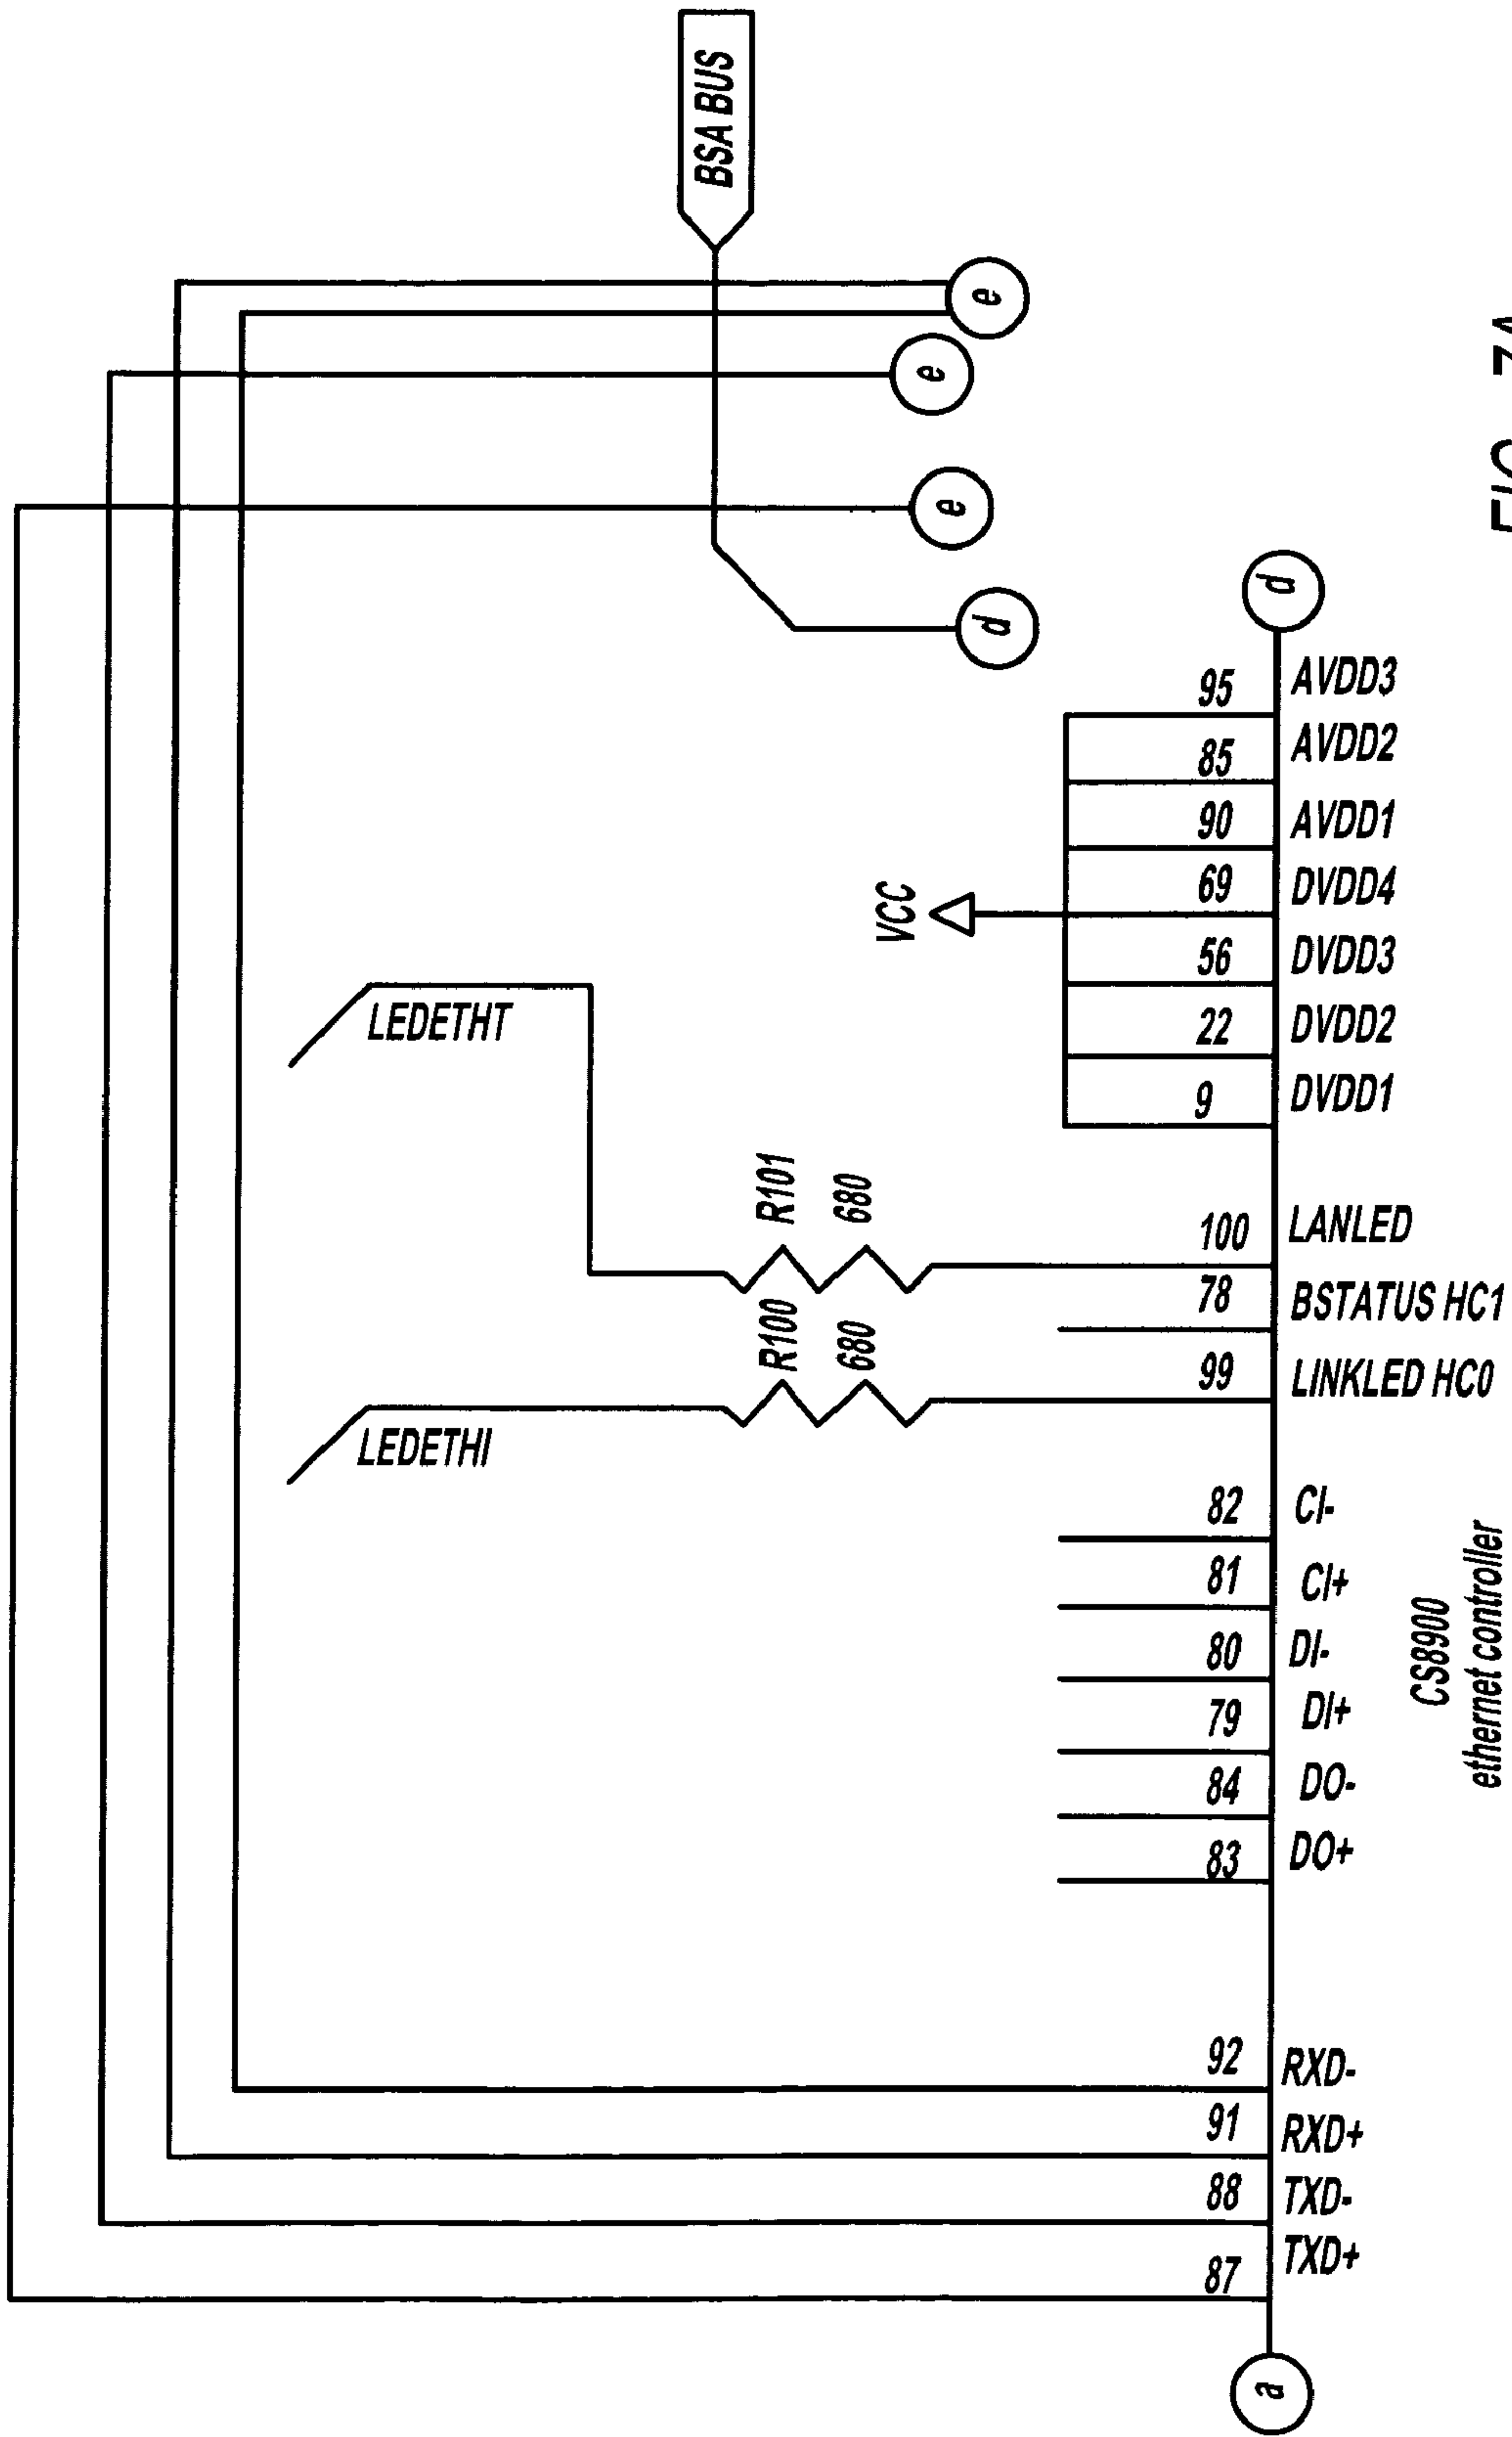 BSA BUS
e
e
e
d
d
a
LEDETHT
LEDETHI
VCC
R101
680
R100
680
87 TXD+
88 TXD-
91 RXD+
92 RXD-
83 DO+
84 DO-
79 DI+
80 DI-
81 CI+
82 CI-
99 LINKLED HC0
78 BSTATUS HC1
100 LANLED
9 DVDD1
22 DVDD2
56 DVDD3
69 DVDD4
90 AVDD1
85 AVDD2
95 AVDD3
CS8900
ethernet controller